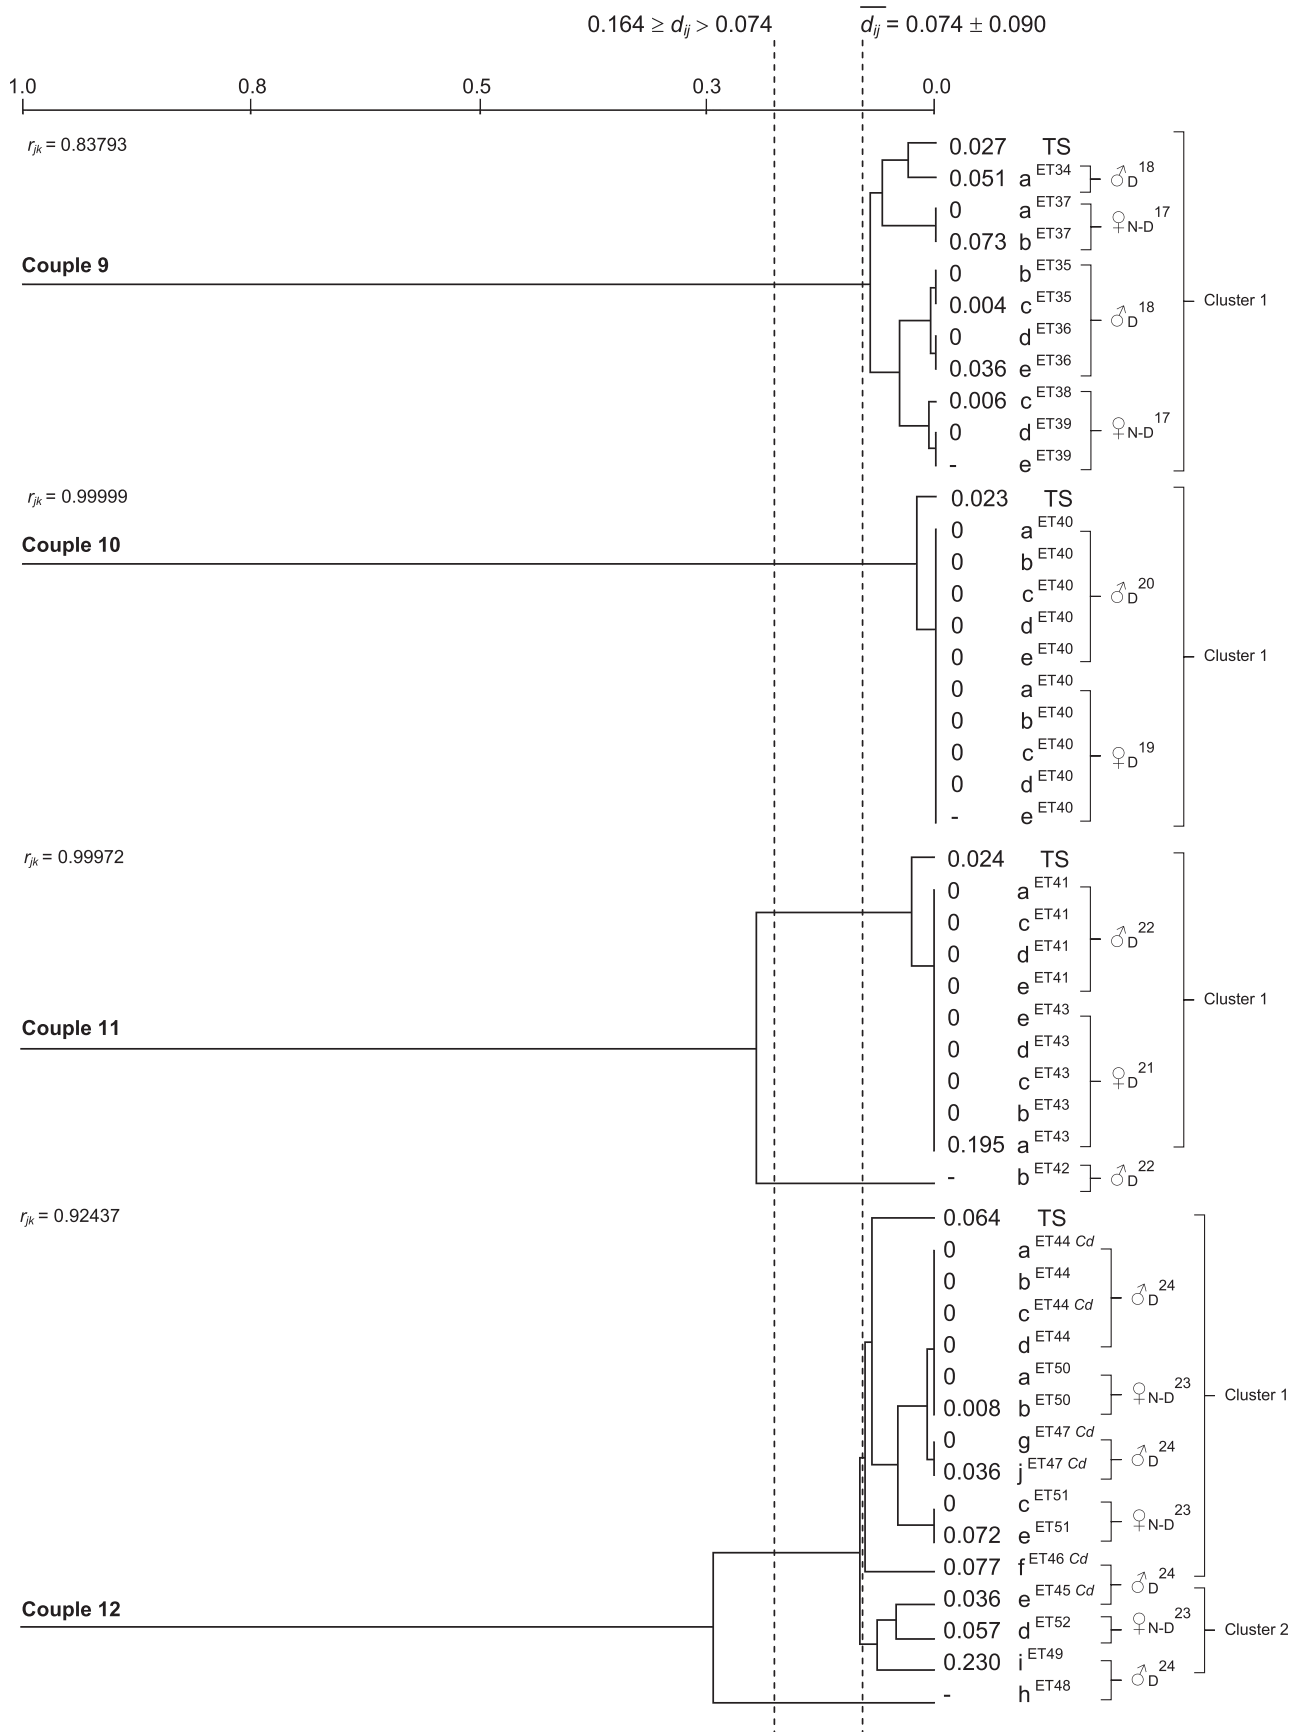 0.164 ≥ dij > 0.074 dij = 0.074 ± 0.090
1.0 0.8 0.5 0.3 0.0
rjk = 0.83793
0.027 TS
0.051 a ET34 ♂D 18
0 a ET37
♀N-D 17
0.073 b ET37
Couple 9
0 b ET35
0.004 c ET35
Cluster 1
♂D 18
0 d ET36
0.036 e ET36
0.006 c ET38
0 d ET39 ♀N-D 17
- e ET39
rjk = 0.99999
0.023 TS
0 a ET40
Couple 10
0 b ET40
0 c ET40 ♂D 20
0 d ET40
0 e ET40
Cluster 1
0 a ET40
0 b ET40
0 c ET40 ♀D 19
0 d ET40
- e ET40
rjk = 0.99972
0.024 TS
0 a ET41
0 c ET41
♂D 22
0 d ET41
0 e ET41
Cluster 1
0 e ET43
Couple 11
0 d ET43
0 c ET43 ♀D 21
0 b ET43
0.195 a ET43
- b ET42 ♂D 22
rjk = 0.92437
0.064 TS
0 a ET44 Cd
0 b ET44
♂D 24
0 c ET44 Cd
0 d ET44
0 a ET50
♀N-D 23
Cluster 1
0.008 b ET50
0 g ET47 Cd
♂D 24
0.036 j ET47 Cd
0 c ET51
♀N-D 23
0.072 e ET51
0.077 f ET46 Cd
♂D 24
0.036 e ET45 Cd
Couple 12
0.057 d ET52 ♀N-D 23
Cluster 2
0.230 i ET49
♂D 24
- h ET48